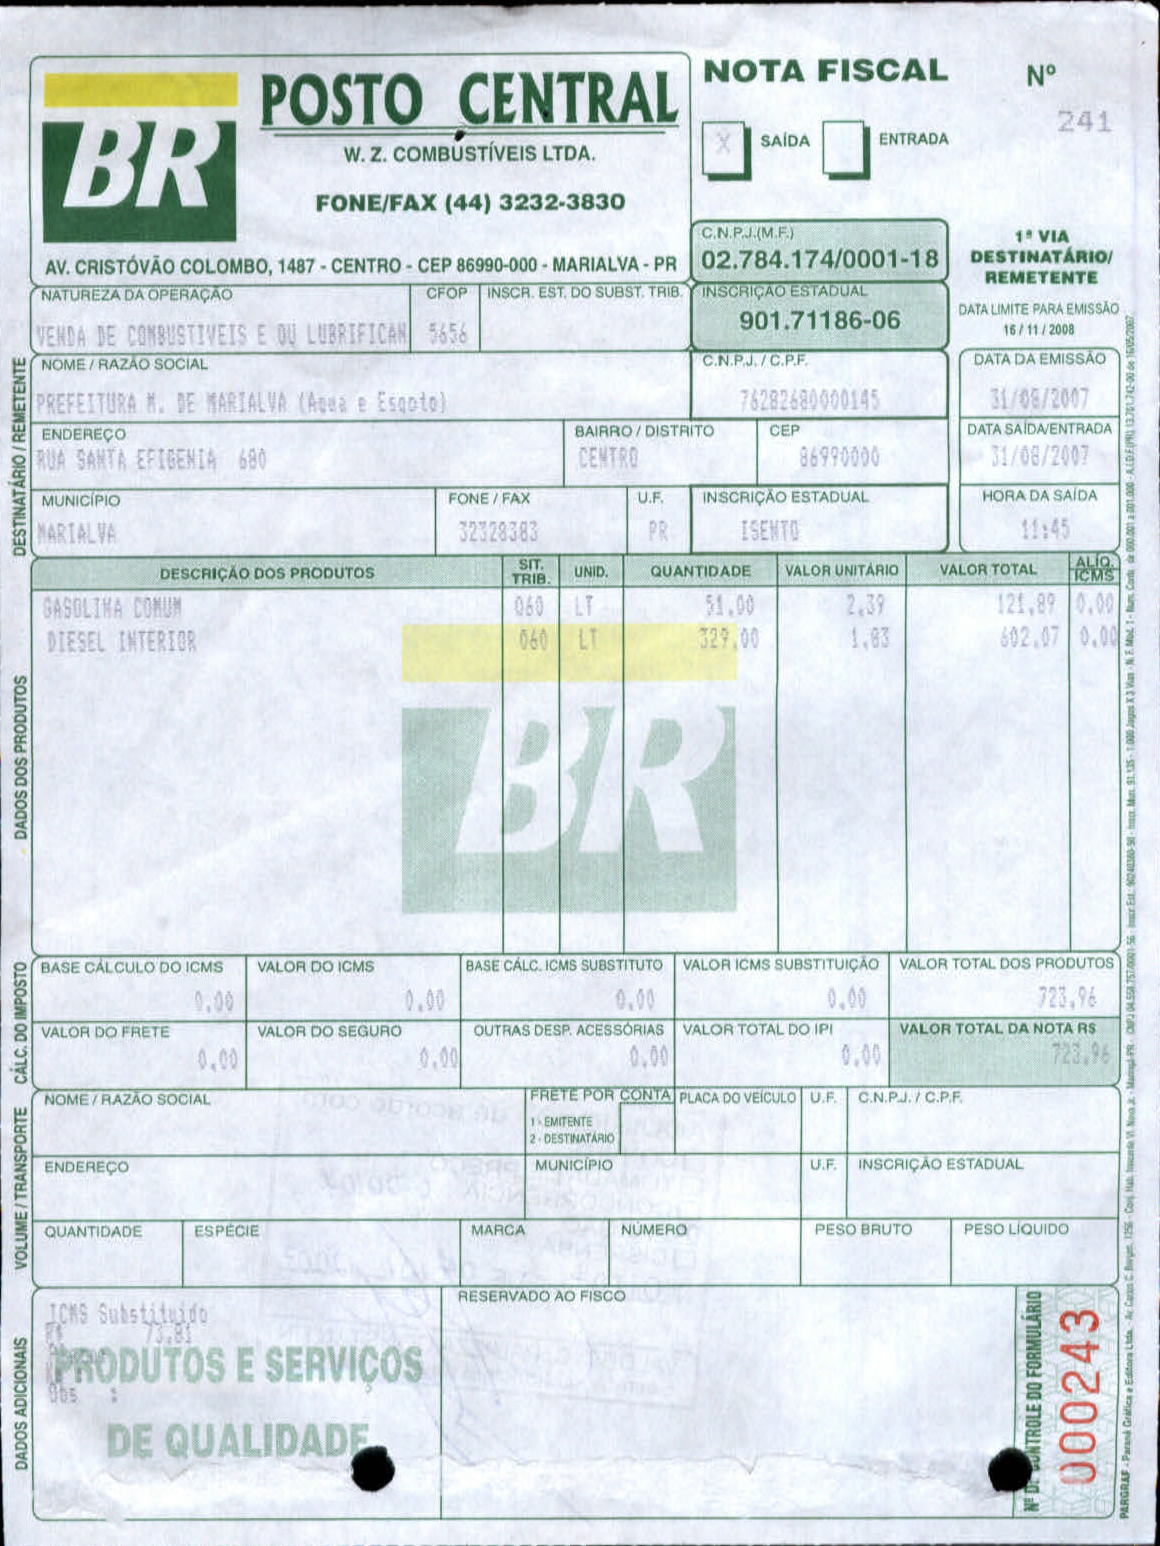 BR
POSTO CENTRAL
W. Z. COMBUSTÍVEIS LTDA.
FONE/FAX (44) 3232-3830
AV. CRISTÓVÃO COLOMBO, 1487 - CENTRO - CEP 86990-000 - MARIALVA - PR
NOTA FISCAL Nº
241
X SAÍDA ENTRADA
C.N.P.J.(M.F.)
02.784.174/0001-18
INSCRIÇÃO ESTADUAL
901.71186-06
1ª VIA
DESTINATÁRIO/
REMETENTE
DATA LIMITE PARA EMISSÃO
16 / 11 / 2008
NATUREZA DA OPERAÇÃO CFOP INSCR. EST. DO SUBST. TRIB.
VENDA DE COMBUSTIVEIS E OU LUBRIFICAN 5656
DESTINATÁRIO / REMETENTE
NOME / RAZÃO SOCIAL C.N.P.J. / C.P.F. DATA DA EMISSÃO
PREFEITURA M. DE MARIALVA (Agua e Esgoto) 76282680000145 31/08/2007
ENDEREÇO BAIRRO / DISTRITO CEP DATA SAÍDA/ENTRADA
RUA SANTA EFIGENIA 680 CENTRO 86990000 31/08/2007
MUNICÍPIO FONE / FAX U.F. INSCRIÇÃO ESTADUAL HORA DA SAÍDA
MARIALVA 32328383 PR ISENTO 11:45
DADOS DOS PRODUTOS
DESCRIÇÃO DOS PRODUTOS SIT. TRIB. UNID. QUANTIDADE VALOR UNITÁRIO VALOR TOTAL ALÍQ. ICMS
GASOLINA COMUM 060 LT 51,00 2,39 121,89 0,00
DIESEL INTERIOR 060 LT 329,00 1,83 602,07 0,00
BR
CÁLC. DO IMPOSTO
BASE CÁLCULO DO ICMS VALOR DO ICMS BASE CÁLC. ICMS SUBSTITUTO VALOR ICMS SUBSTITUIÇÃO VALOR TOTAL DOS PRODUTOS
0,00 0,00 0,00 0,00 723,96
VALOR DO FRETE VALOR DO SEGURO OUTRAS DESP. ACESSÓRIAS VALOR TOTAL DO IPI VALOR TOTAL DA NOTA R$
0,00 0,00 0,00 0,00 723,96
VOLUME / TRANSPORTE
NOME / RAZÃO SOCIAL FRETE POR CONTA PLACA DO VEÍCULO U.F. C.N.P.J. / C.P.F.
1 - EMITENTE
2 - DESTINATÁRIO
ENDEREÇO MUNICÍPIO U.F. INSCRIÇÃO ESTADUAL
QUANTIDADE ESPÉCIE MARCA NÚMERO PESO BRUTO PESO LÍQUIDO
DADOS ADICIONAIS
ICMS Substituido
R$ 73,81
Obs :
PRODUTOS E SERVIÇOS
DE QUALIDADE
RESERVADO AO FISCO
Nº DE CONTROLE DO FORMULÁRIO
000243